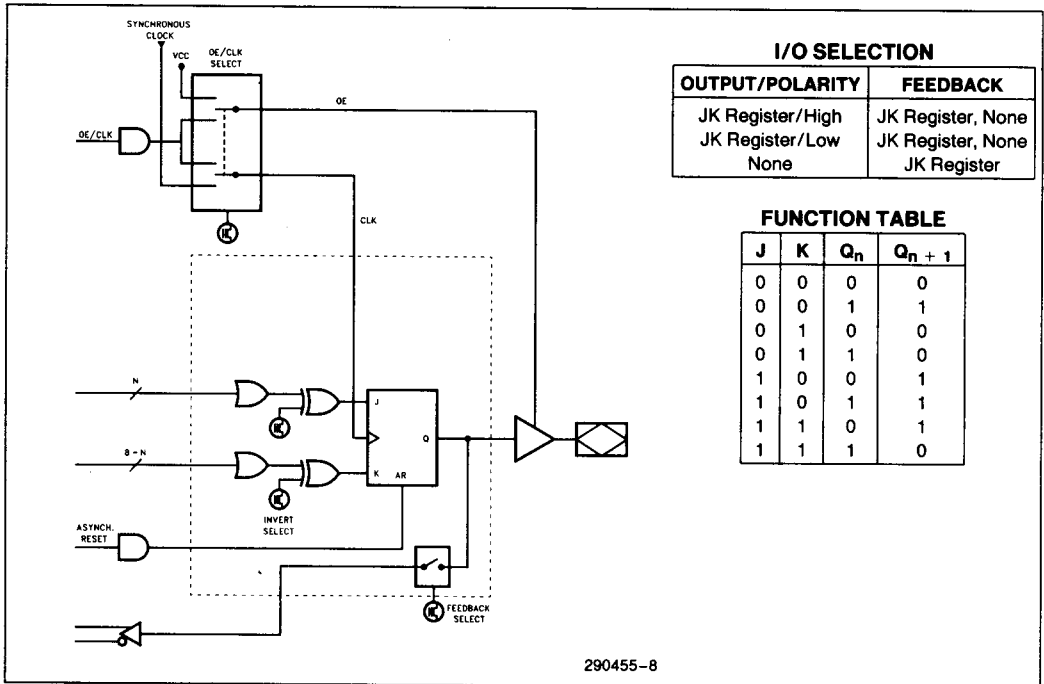 SYNCHRONOUS
CLOCK
VCC
OE/CLK
SELECT
OE
OE/CLK
CLK
N
J
Q
8-N
K AR
INVERT
SELECT
ASYNCH.
RESET
FEEDBACK
SELECT
I/O SELECTION
OUTPUT/POLARITY FEEDBACK
JK Register/High JK Register, None
JK Register/Low JK Register, None
None JK Register
FUNCTION TABLE
J K Qn Qn + 1
0 0 0 0
0 0 1 1
0 1 0 0
0 1 1 0
1 0 0 1
1 0 1 1
1 1 0 1
1 1 1 0
290455-8